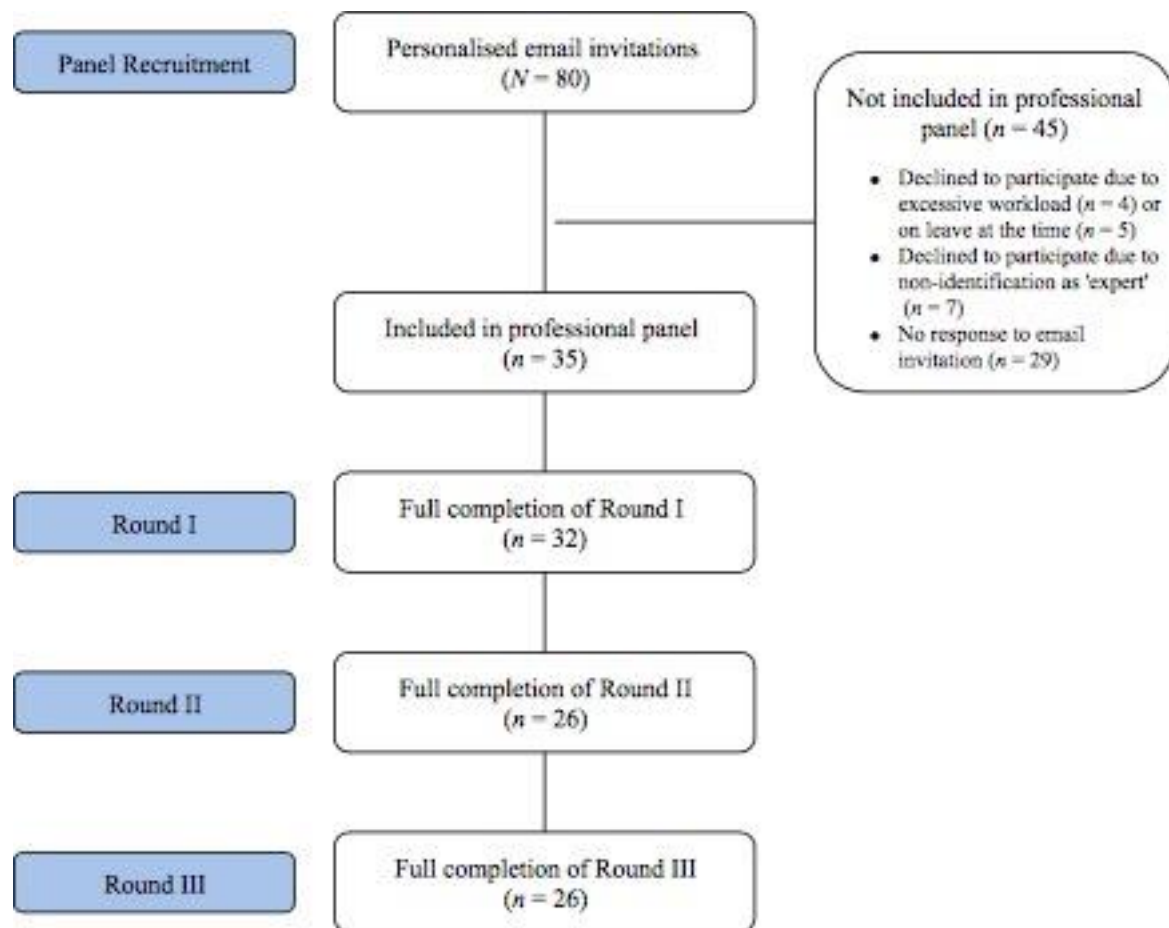 Panel Recruitment
Personalised email invitations
(N = 80)
Not included in professional
panel (n = 45)
• Declined to participate due to
excessive workload (n = 4) or
on leave at the time (n = 5)
• Declined to participate due to
non-identification as 'expert'
(n = 7)
• No response to email
invitation (n = 29)
Included in professional panel
(n = 35)
Round I
Full completion of Round I
(n = 32)
Round II
Full completion of Round II
(n = 26)
Round III
Full completion of Round III
(n = 26)